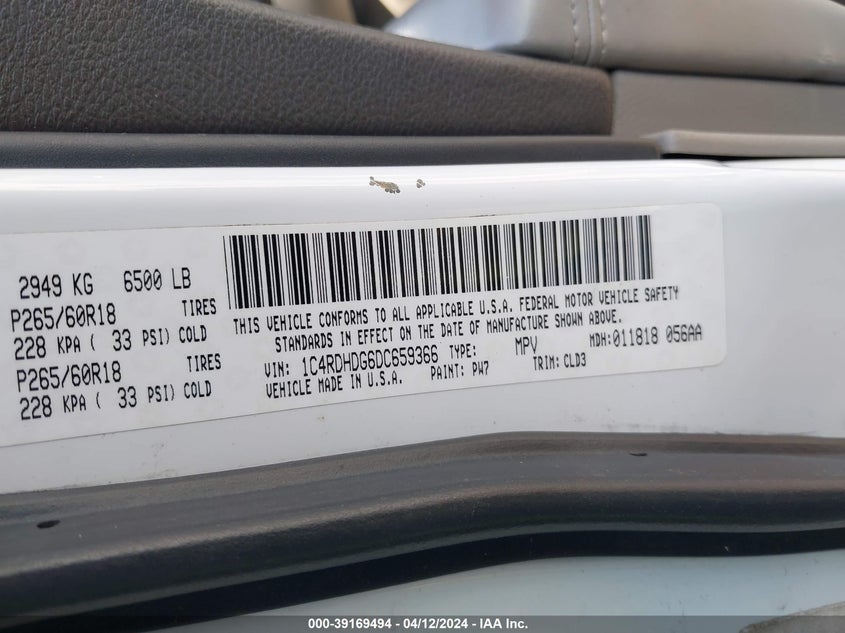 2949 KG 6500 LB
P265/60R18 TIRES
228 KPA ( 33 PSI) COLD
P265/60R18 TIRES
228 KPA ( 33 PSI) COLD
THIS VEHICLE CONFORMS TO ALL APPLICABLE U.S.A. FEDERAL MOTOR VEHICLE SAFETY
STANDARDS IN EFFECT ON THE DATE OF MANUFACTURE SHOWN ABOVE.
VIN: 1C4RDHDG6DC659366 TYPE: MPV MDH:011818 056AA
VEHICLE MADE IN U.S.A. PAINT: PW7 TRIM: CLD3
000-39169494 - 04/12/2024 - IAA Inc.